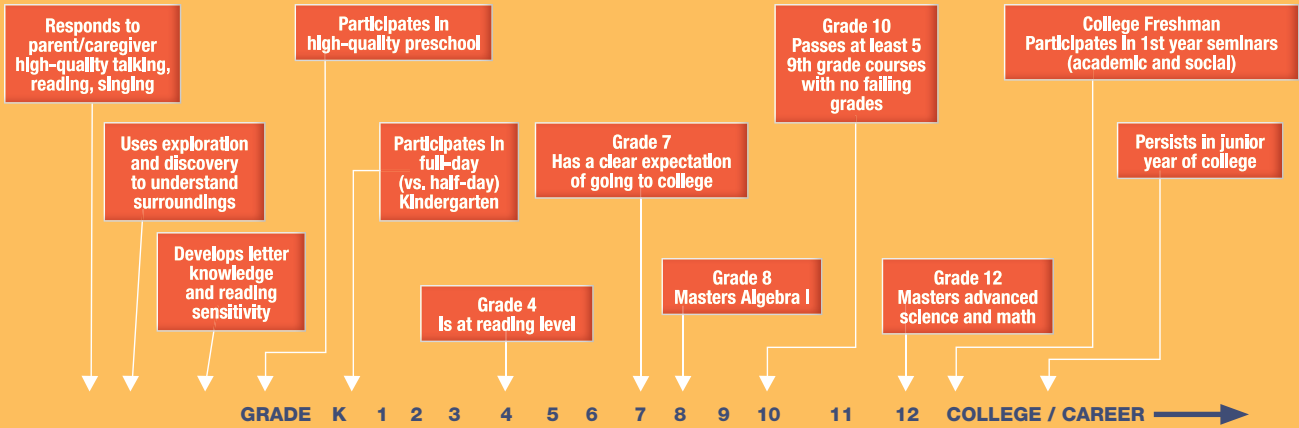 Responds to
parent/caregiver
high-quality talking,
reading, singing
Uses exploration
and discovery
to understand
surroundings
Develops letter
knowledge
and reading
sensitivity
Participates in
high-quality preschool
Participates in
full-day
(vs. half-day)
Kindergarten
Grade 4
Is at reading level
Grade 7
Has a clear expectation
of going to college
Grade 8
Masters Algebra I
Grade 10
Passes at least 5
9th grade courses
with no failing
grades
Grade 12
Masters advanced
science and math
College Freshman
Participates in 1st year seminars
(academic and social)
Persists in junior
year of college
GRADE K 1 2 3 4 5 6 7 8 9 10 11 12 COLLEGE / CAREER